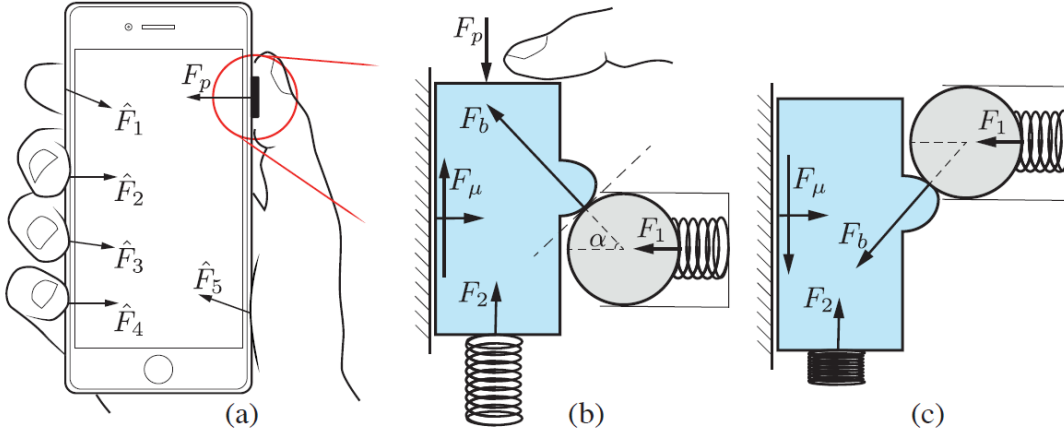 F_p
F̂_1
F̂_2
F̂_3
F̂_4
F̂_5
(a)
F_p
F_b
F_μ
α
F_1
F_2
(b)
F_1
F_μ
F_b
F_2
(c)